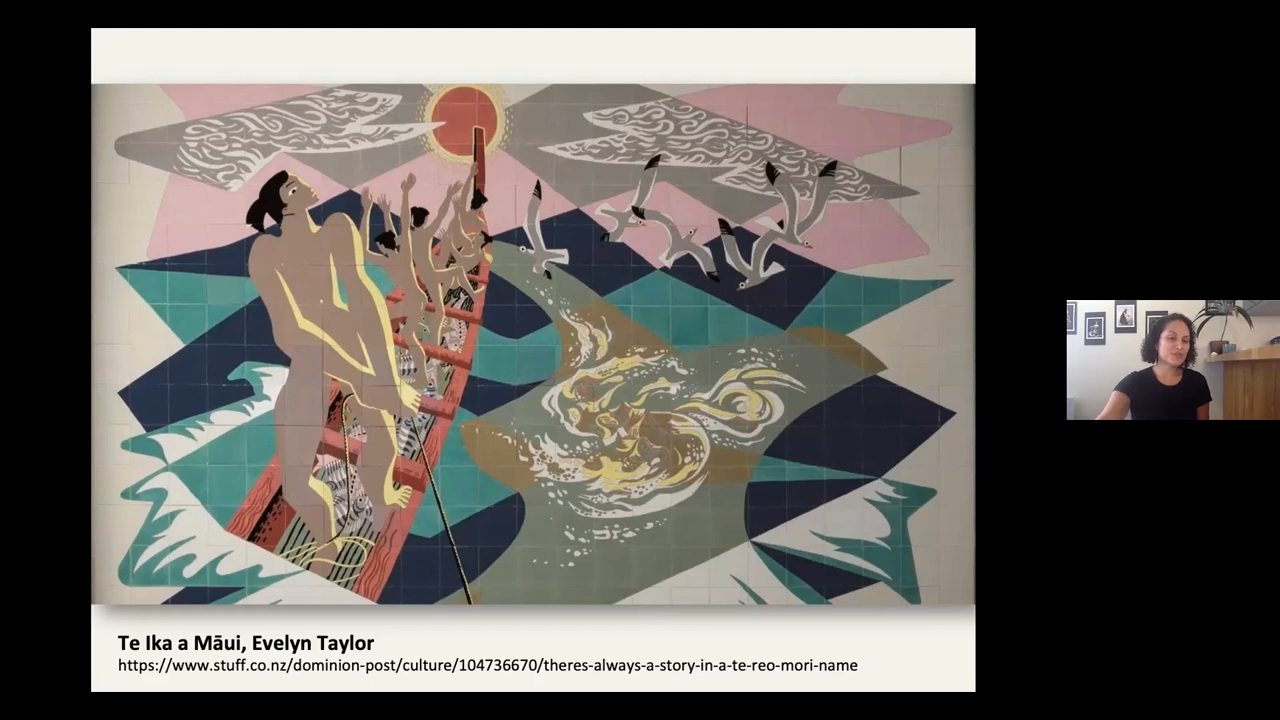 Te Ika a Māui, Evelyn Taylor
https://www.stuff.co.nz/dominion-post/culture/104736670/theres-always-a-story-in-a-te-reo-mori-name